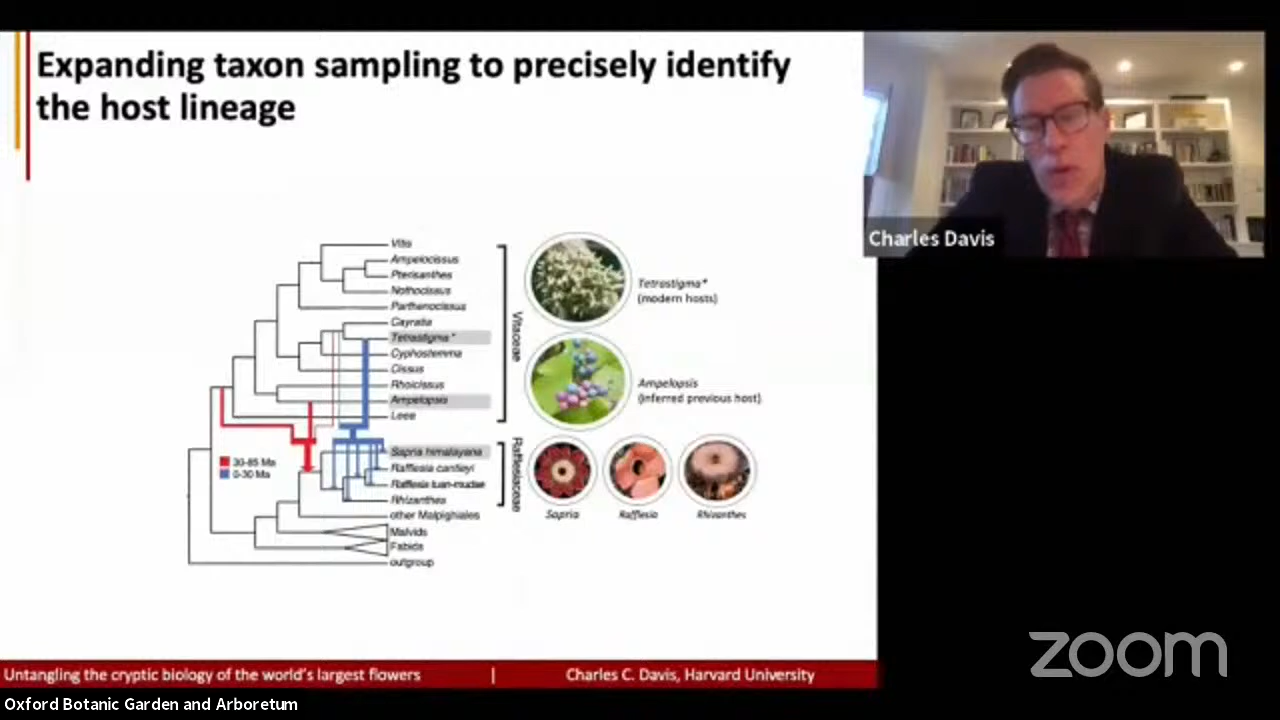 Expanding taxon sampling to precisely identify
the host lineage
Charles Davis
Vitis
Ampelocissus
Pterisanthes
Nothocissus
Parthenocissus
Cayratia
Tetrastigma*
Cyphostemma
Cissus
Rhoicissus
Ampelopsis
Leea
Vitaceae
Tetrastigma*
(modern hosts)
Ampelopsis
(inferred previous host)
30-85 Ma
0-30 Ma
Sapria himalayana
Rafflesia cantleyi
Rafflesia tuan-mudae
Rhizanthes
other Malpighiales
Malvids
Fabids
outgroup
Rafflesiaceae
Sapria
Rafflesia
Rhizanthes
Untangling the cryptic biology of the world's largest flowers | Charles C. Davis, Harvard University
Oxford Botanic Garden and Arboretum
zoom